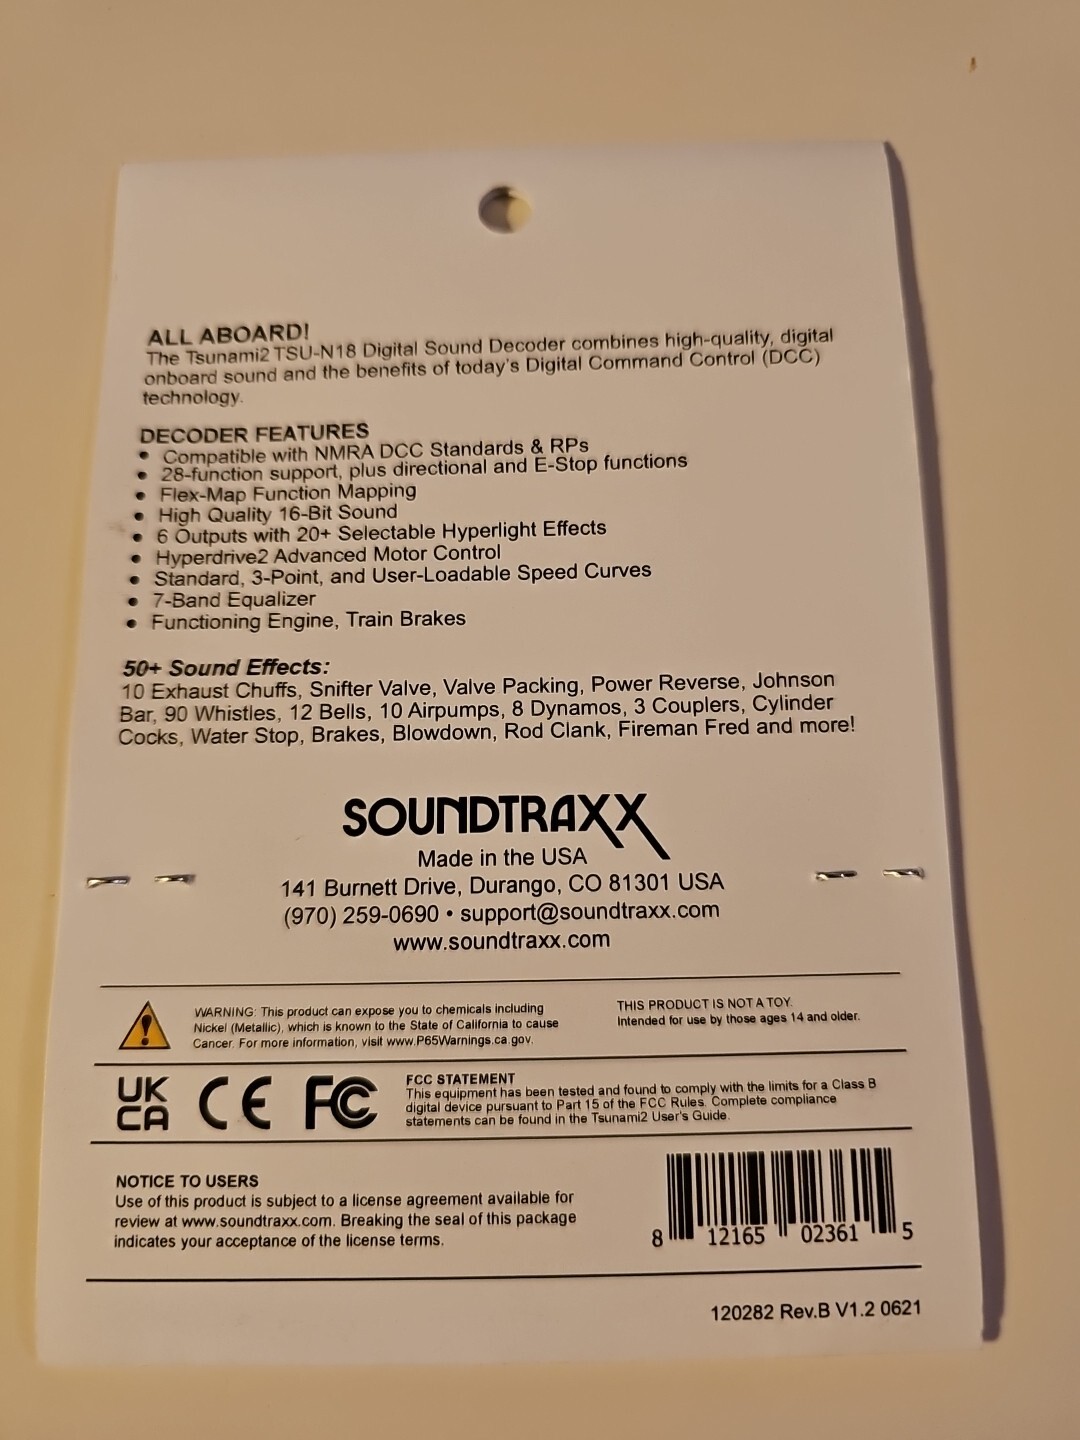 ALL ABOARD!
The Tsunami2 TSU-N18 Digital Sound Decoder combines high-quality, digital
onboard sound and the benefits of today's Digital Command Control (DCC)
technology.
DECODER FEATURES
• Compatible with NMRA DCC Standards & RPs
• 28-function support, plus directional and E-Stop functions
• Flex-Map Function Mapping
• High Quality 16-Bit Sound
• 6 Outputs with 20+ Selectable Hyperlight Effects
• Hyperdrive2 Advanced Motor Control
• Standard, 3-Point, and User-Loadable Speed Curves
• 7-Band Equalizer
• Functioning Engine, Train Brakes
50+ Sound Effects:
10 Exhaust Chuffs, Snifter Valve, Valve Packing, Power Reverse, Johnson
Bar, 90 Whistles, 12 Bells, 10 Airpumps, 8 Dynamos, 3 Couplers, Cylinder
Cocks, Water Stop, Brakes, Blowdown, Rod Clank, Fireman Fred and more!
SOUNDTRAXX
Made in the USA
141 Burnett Drive, Durango, CO 81301 USA
(970) 259-0690 • support@soundtraxx.com
www.soundtraxx.com
WARNING: This product can expose you to chemicals including
Nickel (Metallic), which is known to the State of California to cause
Cancer. For more information, visit www.P65Warnings.ca.gov.
THIS PRODUCT IS NOT A TOY.
Intended for use by those ages 14 and older.
UK
CA
CE
FC
FCC STATEMENT
This equipment has been tested and found to comply with the limits for a Class B
digital device pursuant to Part 15 of the FCC Rules. Complete compliance
statements can be found in the Tsunami2 User's Guide.
NOTICE TO USERS
Use of this product is subject to a license agreement available for
review at www.soundtraxx.com. Breaking the seal of this package
indicates your acceptance of the license terms.
8 12165 02361 5
120282 Rev.B V1.2 0621